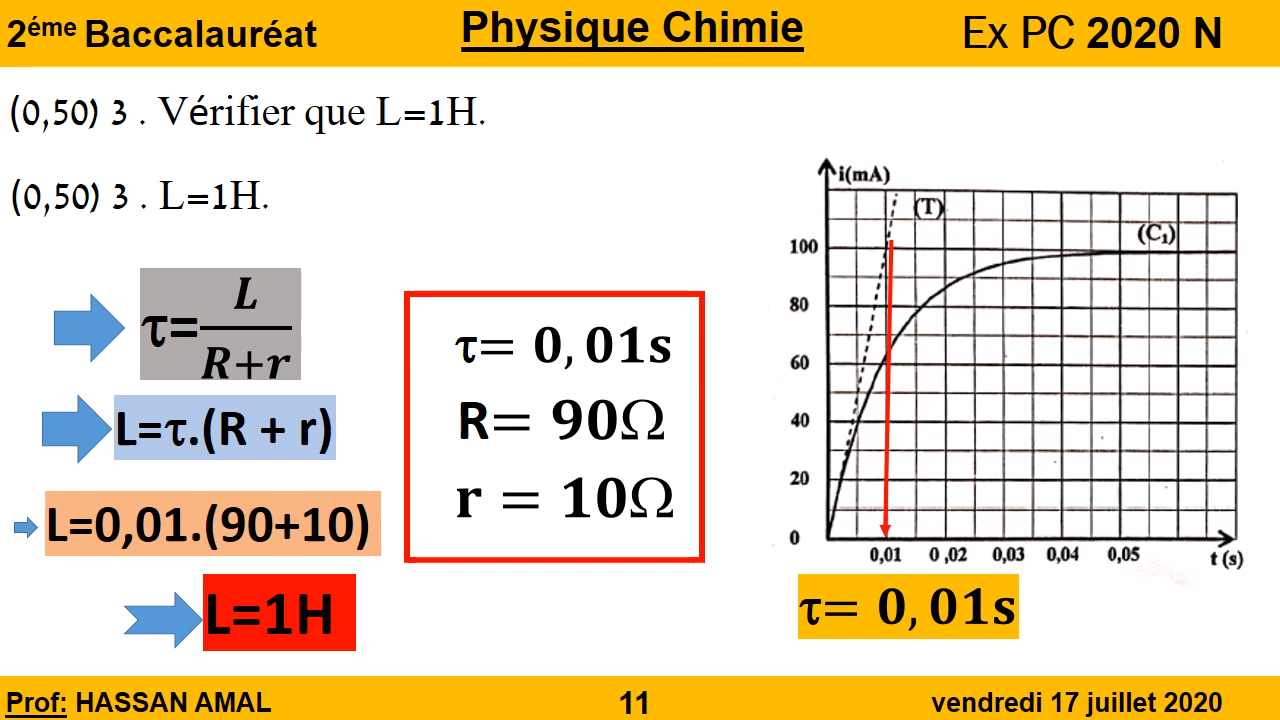 2éme Baccalauréat
Physique Chimie
Ex PC 2020 N
(0,50) 3 . Vérifier que L=1H.
(0,50) 3 . L=1H.
τ= L / R+r
L=τ.(R + r)
L=0,01.(90+10)
L=1H
τ= 0,01s
R= 90Ω
r = 10Ω
i(mA)
(T)
(C₁)
100
80
60
40
20
0
0,01 0 ,02 0,03 0,04 0,05 t (s)
τ= 0,01s
Prof: HASSAN AMAL
11
vendredi 17 juillet 2020